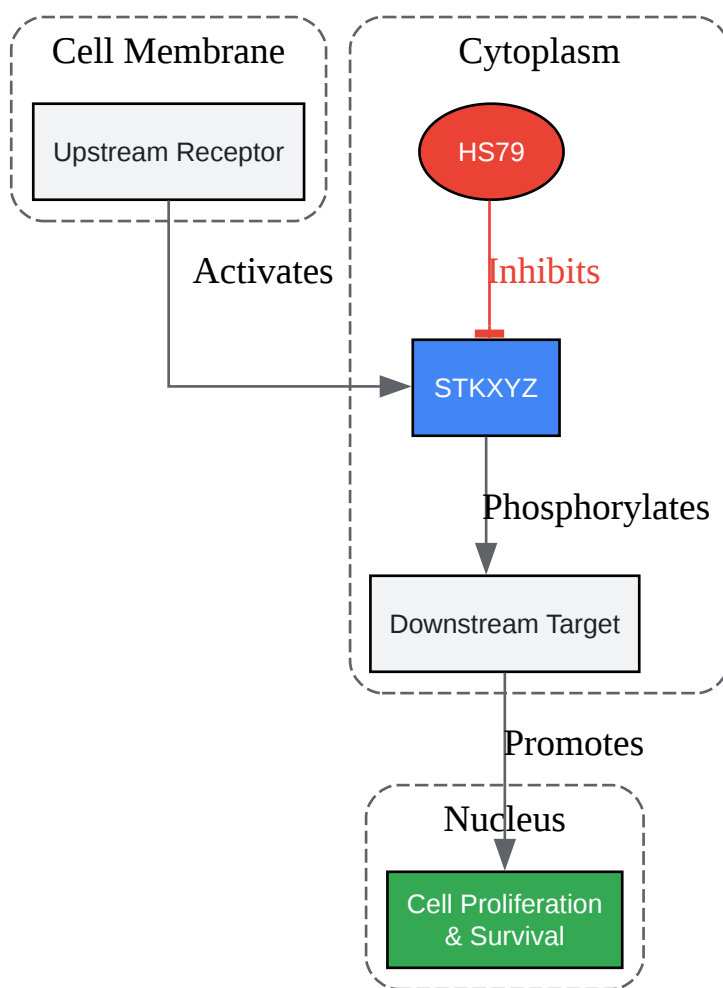 Cell Membrane
Upstream Receptor
Cytoplasm
HS79
Activates
Inhibits
STKXYZ
Phosphorylates
Downstream Target
Promotes
Nucleus
Cell Proliferation
& Survival